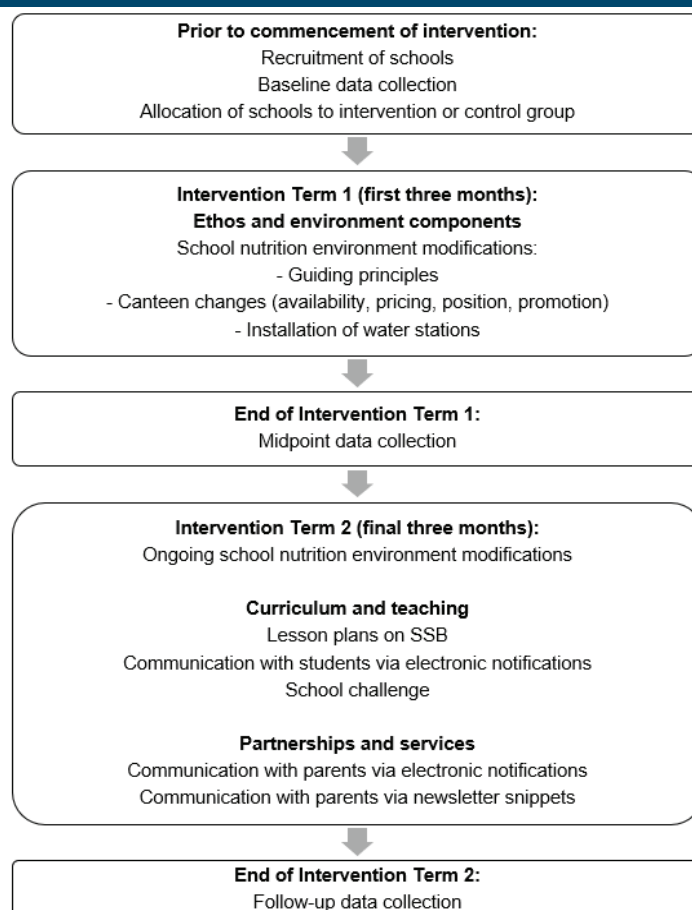 Prior to commencement of intervention:
Recruitment of schools
Baseline data collection
Allocation of schools to intervention or control group
Intervention Term 1 (first three months):
Ethos and environment components
School nutrition environment modifications:
- Guiding principles
- Canteen changes (availability, pricing, position, promotion)
- Installation of water stations
End of Intervention Term 1:
Midpoint data collection
Intervention Term 2 (final three months):
Ongoing school nutrition environment modifications
Curriculum and teaching
Lesson plans on SSB
Communication with students via electronic notifications
School challenge
Partnerships and services
Communication with parents via electronic notifications
Communication with parents via newsletter snippets
End of Intervention Term 2:
Follow-up data collection